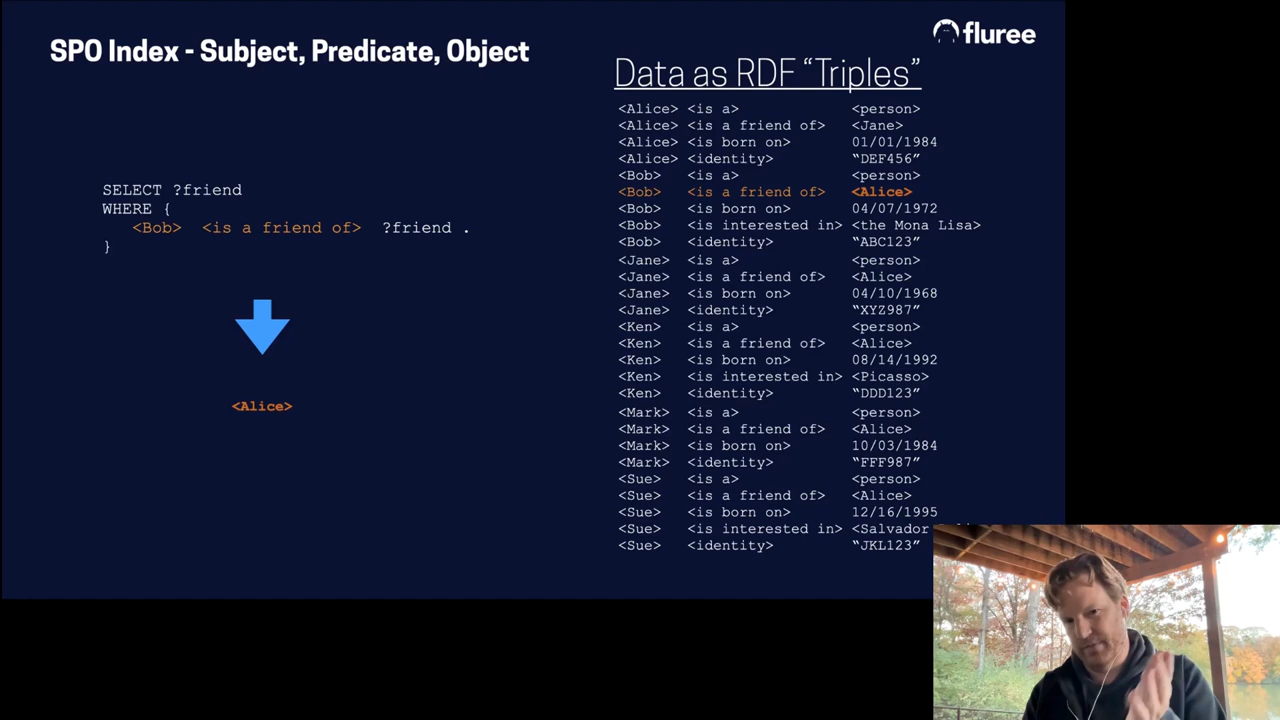 SPO Index - Subject, Predicate, Object
fluree
Data as RDF “Triples”
SELECT ?friend
WHERE {
<Bob> <is a friend of> ?friend .
}
<Alice>
<Alice> <is a> <person>
<Alice> <is a friend of> <Jane>
<Alice> <is born on> 01/01/1984
<Alice> <identity> “DEF456”
<Bob> <is a> <person>
<Bob> <is a friend of> <Alice>
<Bob> <is born on> 04/07/1972
<Bob> <is interested in> <the Mona Lisa>
<Bob> <identity> “ABC123”
<Jane> <is a> <person>
<Jane> <is a friend of> <Alice>
<Jane> <is born on> 04/10/1968
<Jane> <identity> “XYZ987”
<Ken> <is a> <person>
<Ken> <is a friend of> <Alice>
<Ken> <is born on> 08/14/1992
<Ken> <is interested in> <Picasso>
<Ken> <identity> “DDD123”
<Mark> <is a> <person>
<Mark> <is a friend of> <Alice>
<Mark> <is born on> 10/03/1984
<Mark> <identity> “FFF987”
<Sue> <is a> <person>
<Sue> <is a friend of> <Alice>
<Sue> <is born on> 12/16/1995
<Sue> <is interested in> <Salvador
<Sue> <identity> “JKL123”